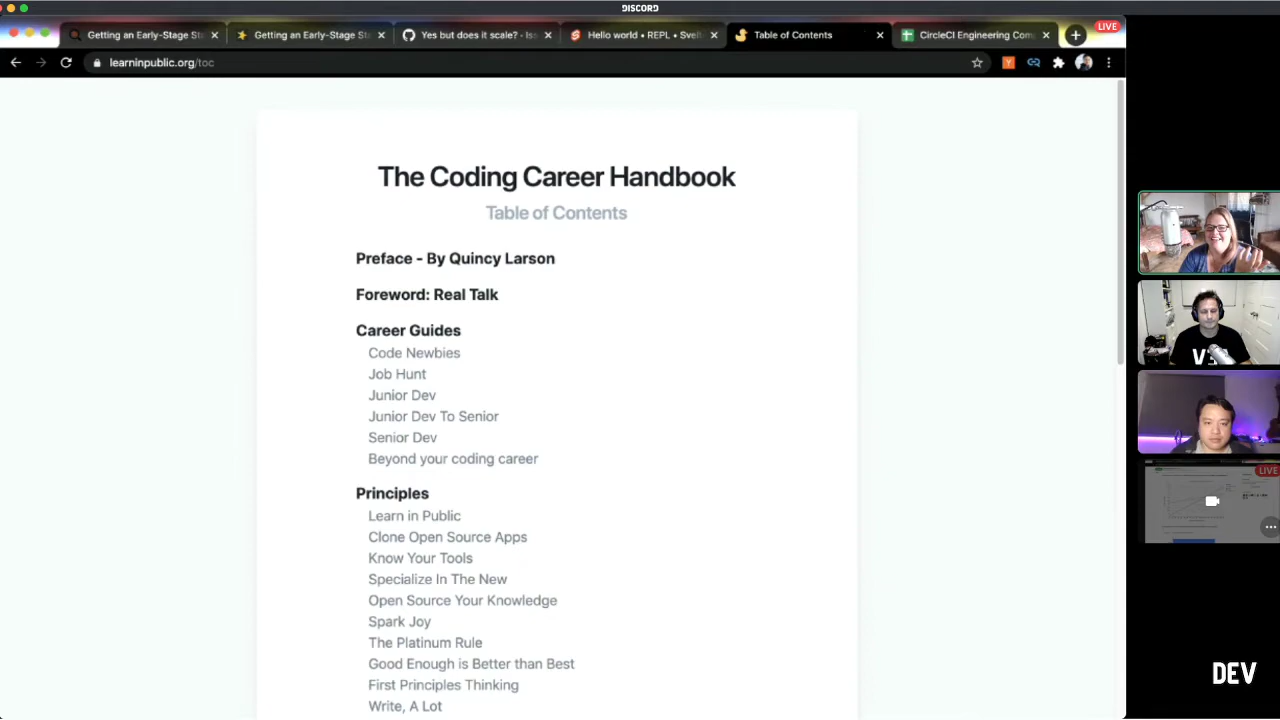 DISCORD
Getting an Early-Stage St
Getting an Early-Stage St
Yes but does it scale? - Iss
Hello world • REPL • Svelt
Table of Contents
CircleCI Engineering Com
LIVE
learninpublic.org/toc
The Coding Career Handbook
Table of Contents
Preface - By Quincy Larson
Foreword: Real Talk
Career Guides
Code Newbies
Job Hunt
Junior Dev
Junior Dev To Senior
Senior Dev
Beyond your coding career
Principles
Learn in Public
Clone Open Source Apps
Know Your Tools
Specialize In The New
Open Source Your Knowledge
Spark Joy
The Platinum Rule
Good Enough is Better than Best
First Principles Thinking
Write, A Lot
LIVE
DEV